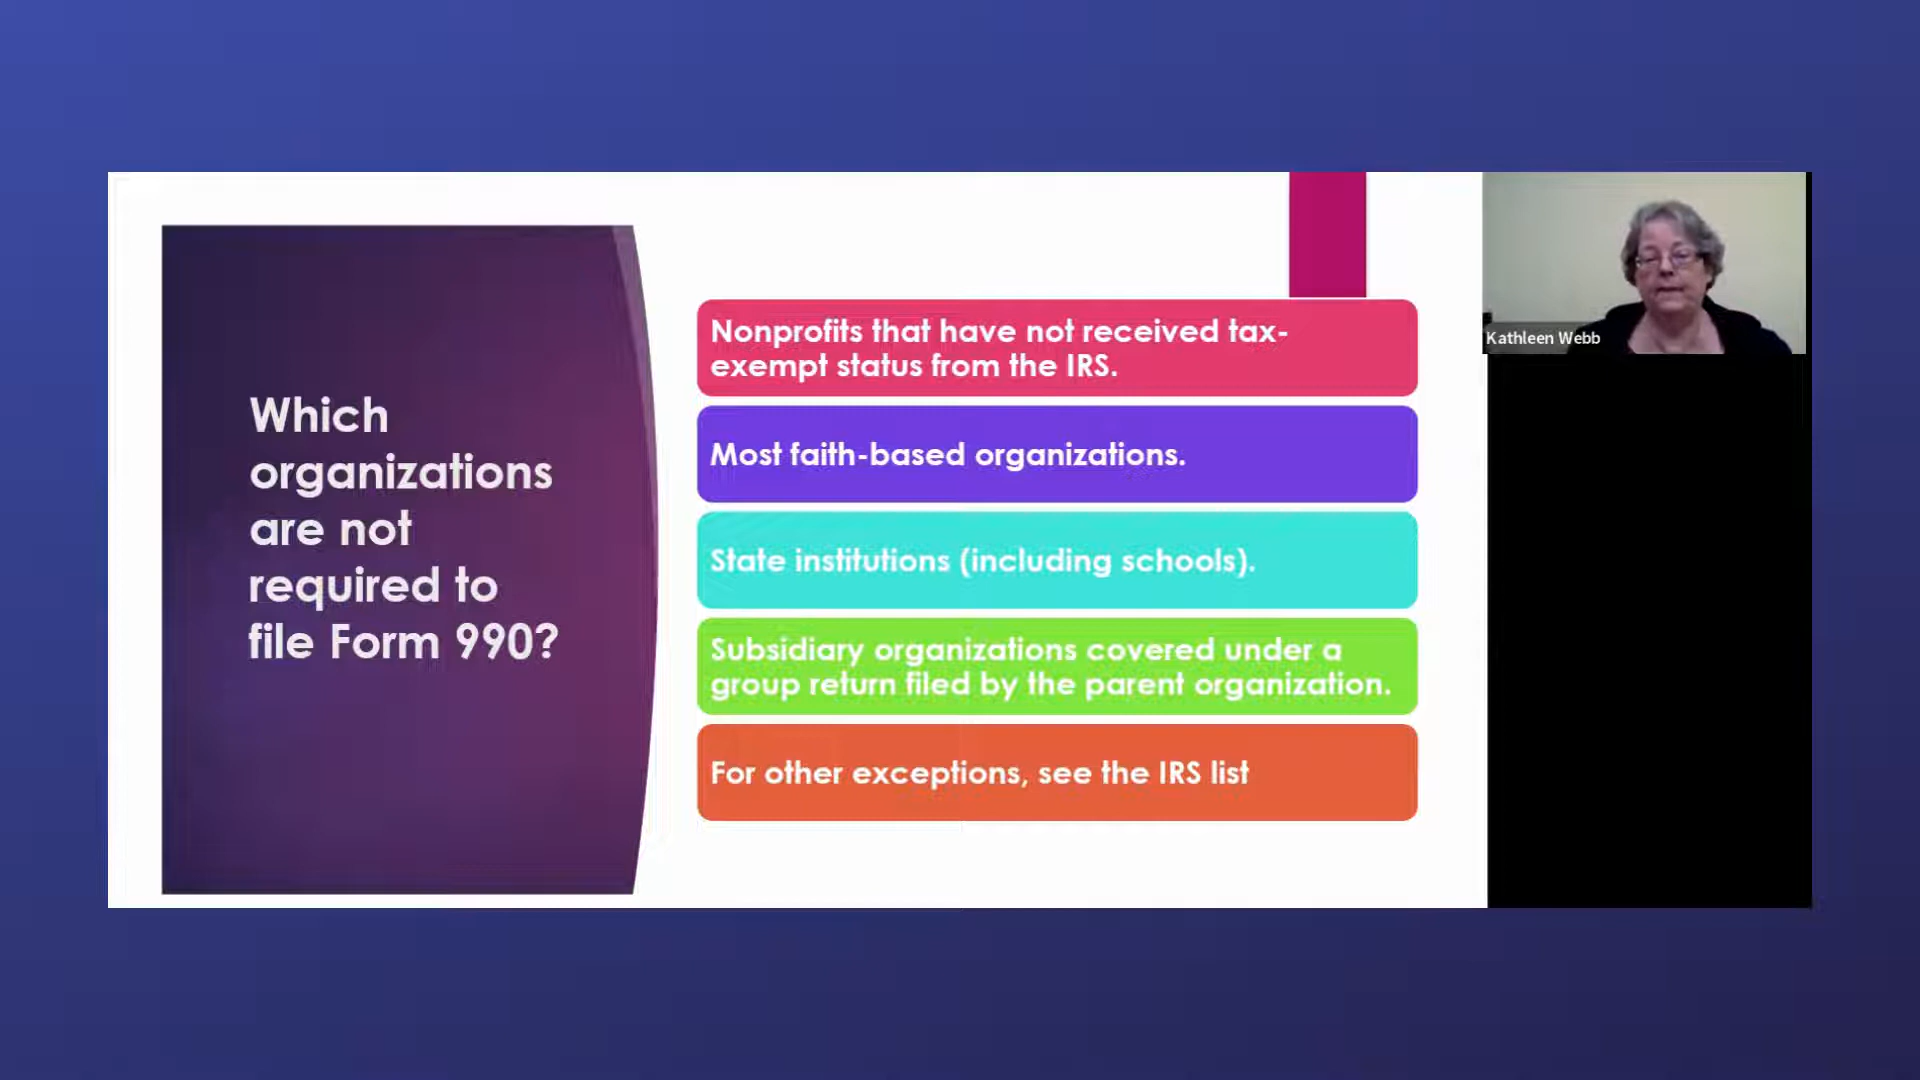 Which
organizations
are not
required to
file Form 990?
Nonprofits that have not received tax-
exempt status from the IRS.
Most faith-based organizations.
State institutions (including schools).
Subsidiary organizations covered under a
group return filed by the parent organization.
For other exceptions, see the IRS list
Kathleen Webb